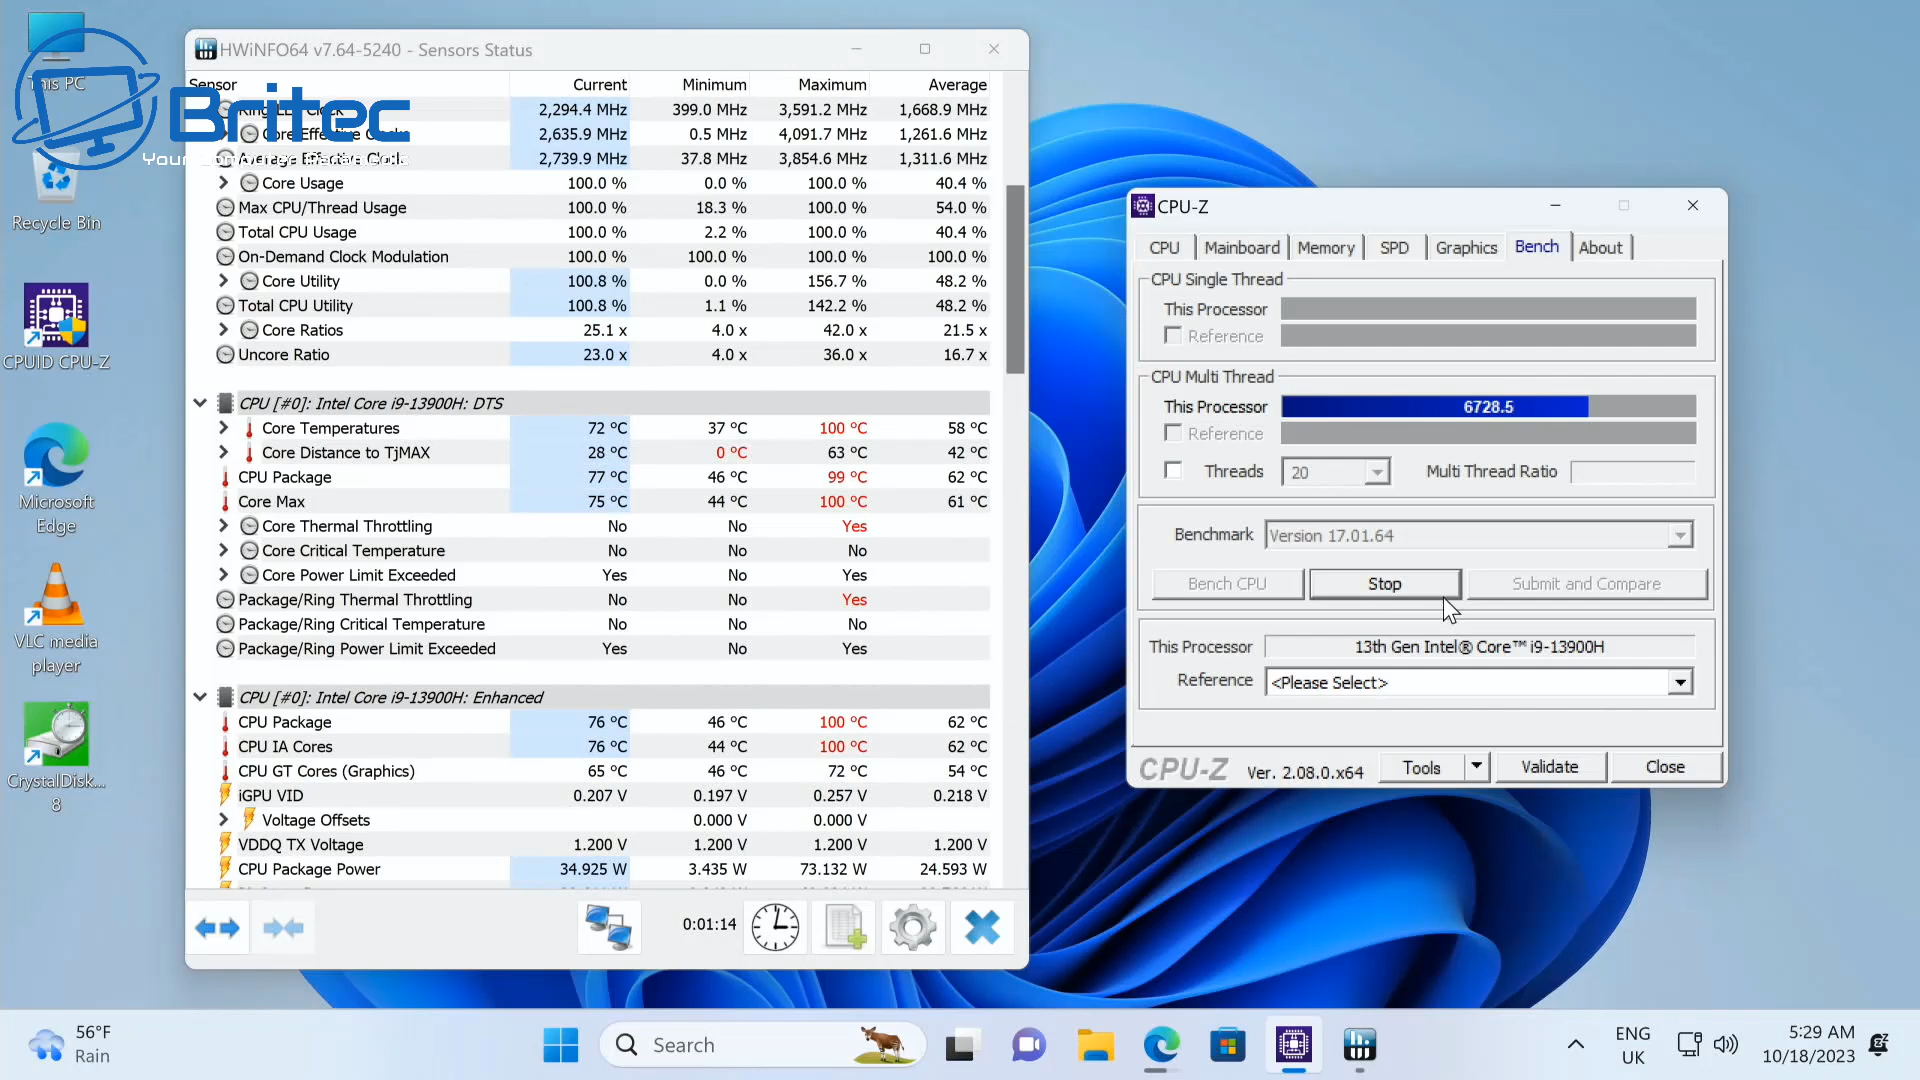 This PC
Recycle Bin
CPUID CPU-Z
Microsoft
Edge
VLC media
player
CrystalDisk...
8
Britec
HWiNFO64 v7.64-5240 - Sensors Status
Sensor Current Minimum Maximum Average
2,294.4 MHz 399.0 MHz 3,591.2 MHz 1,668.9 MHz
2,635.9 MHz 0.5 MHz 4,091.7 MHz 1,261.6 MHz
2,739.9 MHz 37.8 MHz 3,854.6 MHz 1,311.6 MHz
Core Usage 100.0 % 0.0 % 100.0 % 40.4 %
Max CPU/Thread Usage 100.0 % 18.3 % 100.0 % 54.0 %
Total CPU Usage 100.0 % 2.2 % 100.0 % 40.4 %
On-Demand Clock Modulation 100.0 % 100.0 % 100.0 % 100.0 %
Core Utility 100.8 % 0.0 % 156.7 % 48.2 %
Total CPU Utility 100.8 % 1.1 % 142.2 % 48.2 %
Core Ratios 25.1 x 4.0 x 42.0 x 21.5 x
Uncore Ratio 23.0 x 4.0 x 36.0 x 16.7 x
CPU [#0]: Intel Core i9-13900H: DTS
Core Temperatures 72 °C 37 °C 100 °C 58 °C
Core Distance to TjMAX 28 °C 0 °C 63 °C 42 °C
CPU Package 77 °C 46 °C 99 °C 62 °C
Core Max 75 °C 44 °C 100 °C 61 °C
Core Thermal Throttling No No Yes
Core Critical Temperature No No No
Core Power Limit Exceeded Yes No Yes
Package/Ring Thermal Throttling No No Yes
Package/Ring Critical Temperature No No No
Package/Ring Power Limit Exceeded Yes No Yes
CPU [#0]: Intel Core i9-13900H: Enhanced
CPU Package 76 °C 46 °C 100 °C 62 °C
CPU IA Cores 76 °C 44 °C 100 °C 62 °C
CPU GT Cores (Graphics) 65 °C 46 °C 72 °C 54 °C
iGPU VID 0.207 V 0.197 V 0.257 V 0.218 V
Voltage Offsets 0.000 V 0.000 V
VDDQ TX Voltage 1.200 V 1.200 V 1.200 V 1.200 V
CPU Package Power 34.925 W 3.435 W 73.132 W 24.593 W
0:01:14
CPU-Z
CPU Mainboard Memory SPD Graphics Bench About
CPU Single Thread
This Processor
Reference
CPU Multi Thread
This Processor 6728.5
Reference
Threads 20 Multi Thread Ratio
Benchmark Version 17.01.64
Bench CPU Stop Submit and Compare
This Processor 13th Gen Intel® Core™ i9-13900H
Reference <Please Select>
CPU-Z Ver. 2.08.0.x64 Tools Validate Close
56°F
Rain
Search
ENG
UK
5:29 AM
10/18/2023